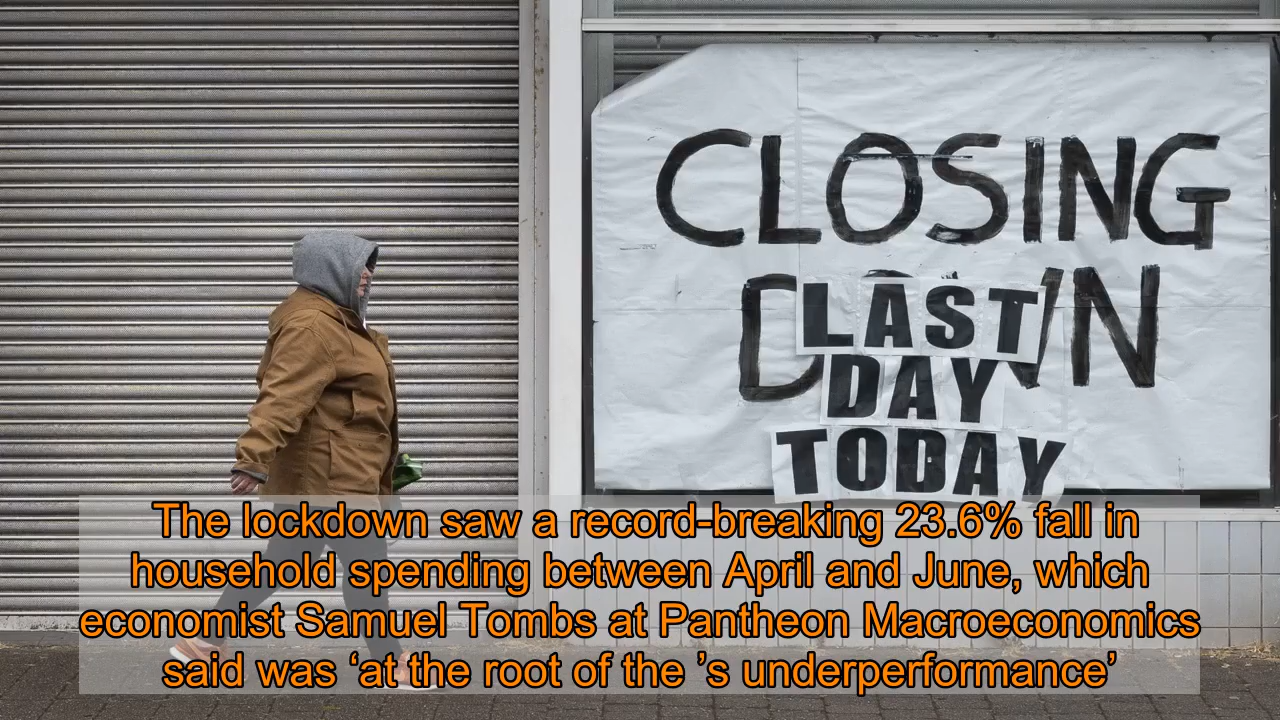 CLOSING
LAST
DAY
TODAY
The lockdown saw a record-breaking 23.6% fall in
household spending between April and June, which
economist Samuel Tombs at Pantheon Macroeconomics
said was ‘at the root of the ’s underperformance’